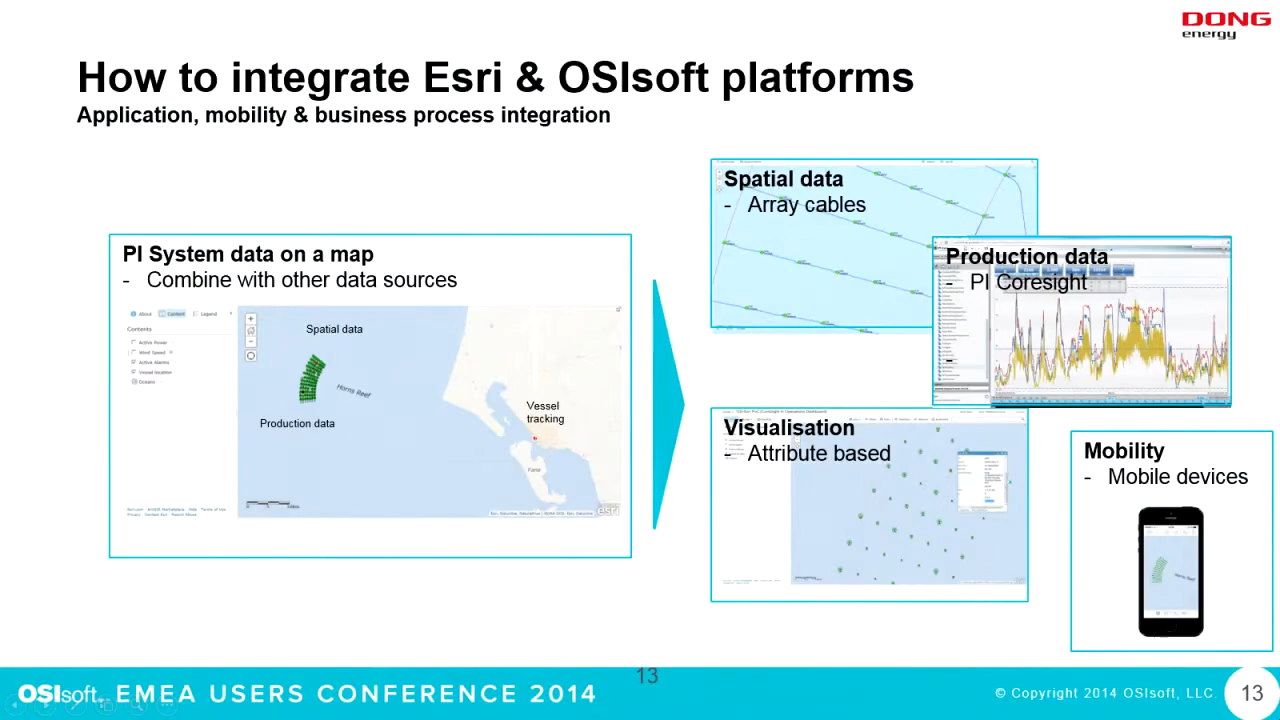 DONG
energy
How to integrate Esri & OSIsoft platforms
Application, mobility & business process integration
PI System data on a map
- Combine with other data sources
About Content Legend
Contents
Active Power
Wind Speed
Active Alarms
Vessel location
Oceans
Spatial data
Horns Reef
Production data
Vessel
tracking
Fanø
esri
Spatial data
- Array cables
Production data
PI Coresight
Visualisation
- Attribute based
Mobility
- Mobile devices
Horns Reef
13
OSIsoft. EMEA USERS CONFERENCE 2014
© Copyright 2014 OSIsoft, LLC.
13